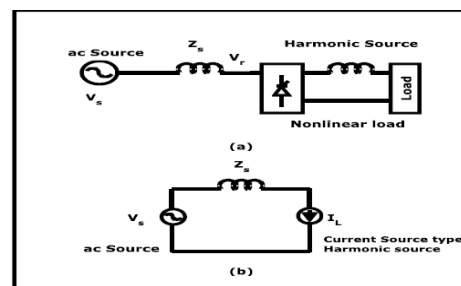 ac Source
Zs
Vr
Harmonic Source
Vs
Load
Nonlinear load
(a)
Zs
Vs
IL
ac Source
Current Source type
Harmonic source
(b)